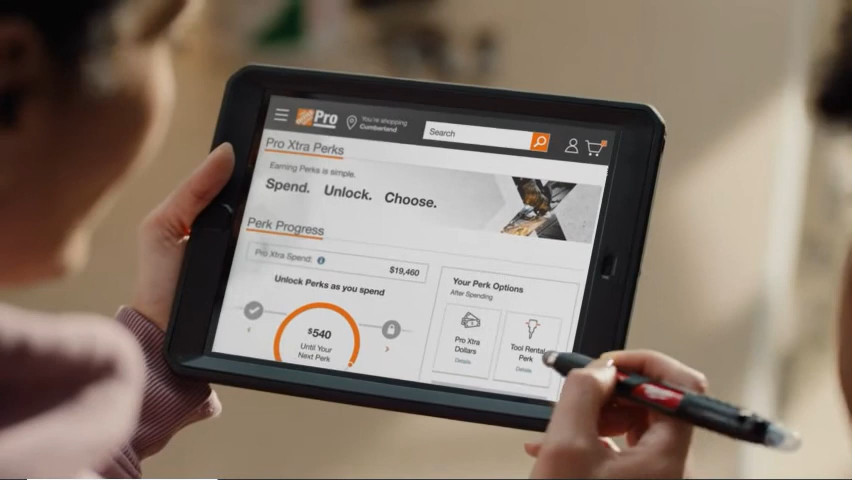 Pro
You're shopping
Cumberland
Search
Pro Xtra Perks
Earning Perks is simple.
Spend. Unlock. Choose.
Perk Progress
Pro Xtra Spend:
$19,460
Unlock Perks as you spend
$540
Until Your
Next Perk
Your Perk Options
After Spending
Pro Xtra
Dollars
Details
Tool Rental
Perk
Details